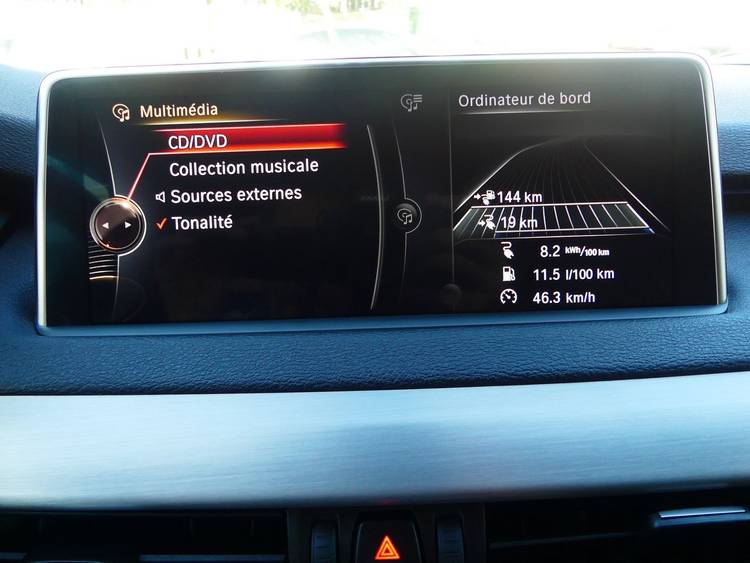 Multimédia
CD/DVD
Collection musicale
Sources externes
Tonalité
Ordinateur de bord
144 km
19 km
8.2 kWh/100 km
11.5 l/100 km
46.3 km/h